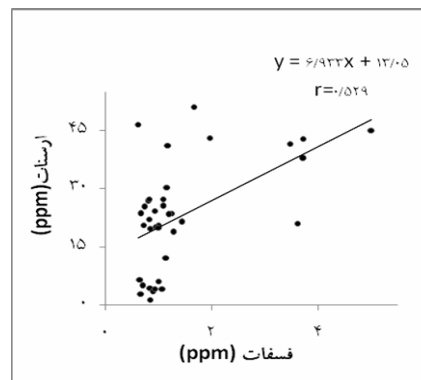 y = ۶/۹۳۳x + ۱۳/۰۵
r=۰/۵۲۹
۴۵
۳۰
۱۵
۰
ارسنات(ppm)
۰ ۲ ۴
فسفات (ppm)